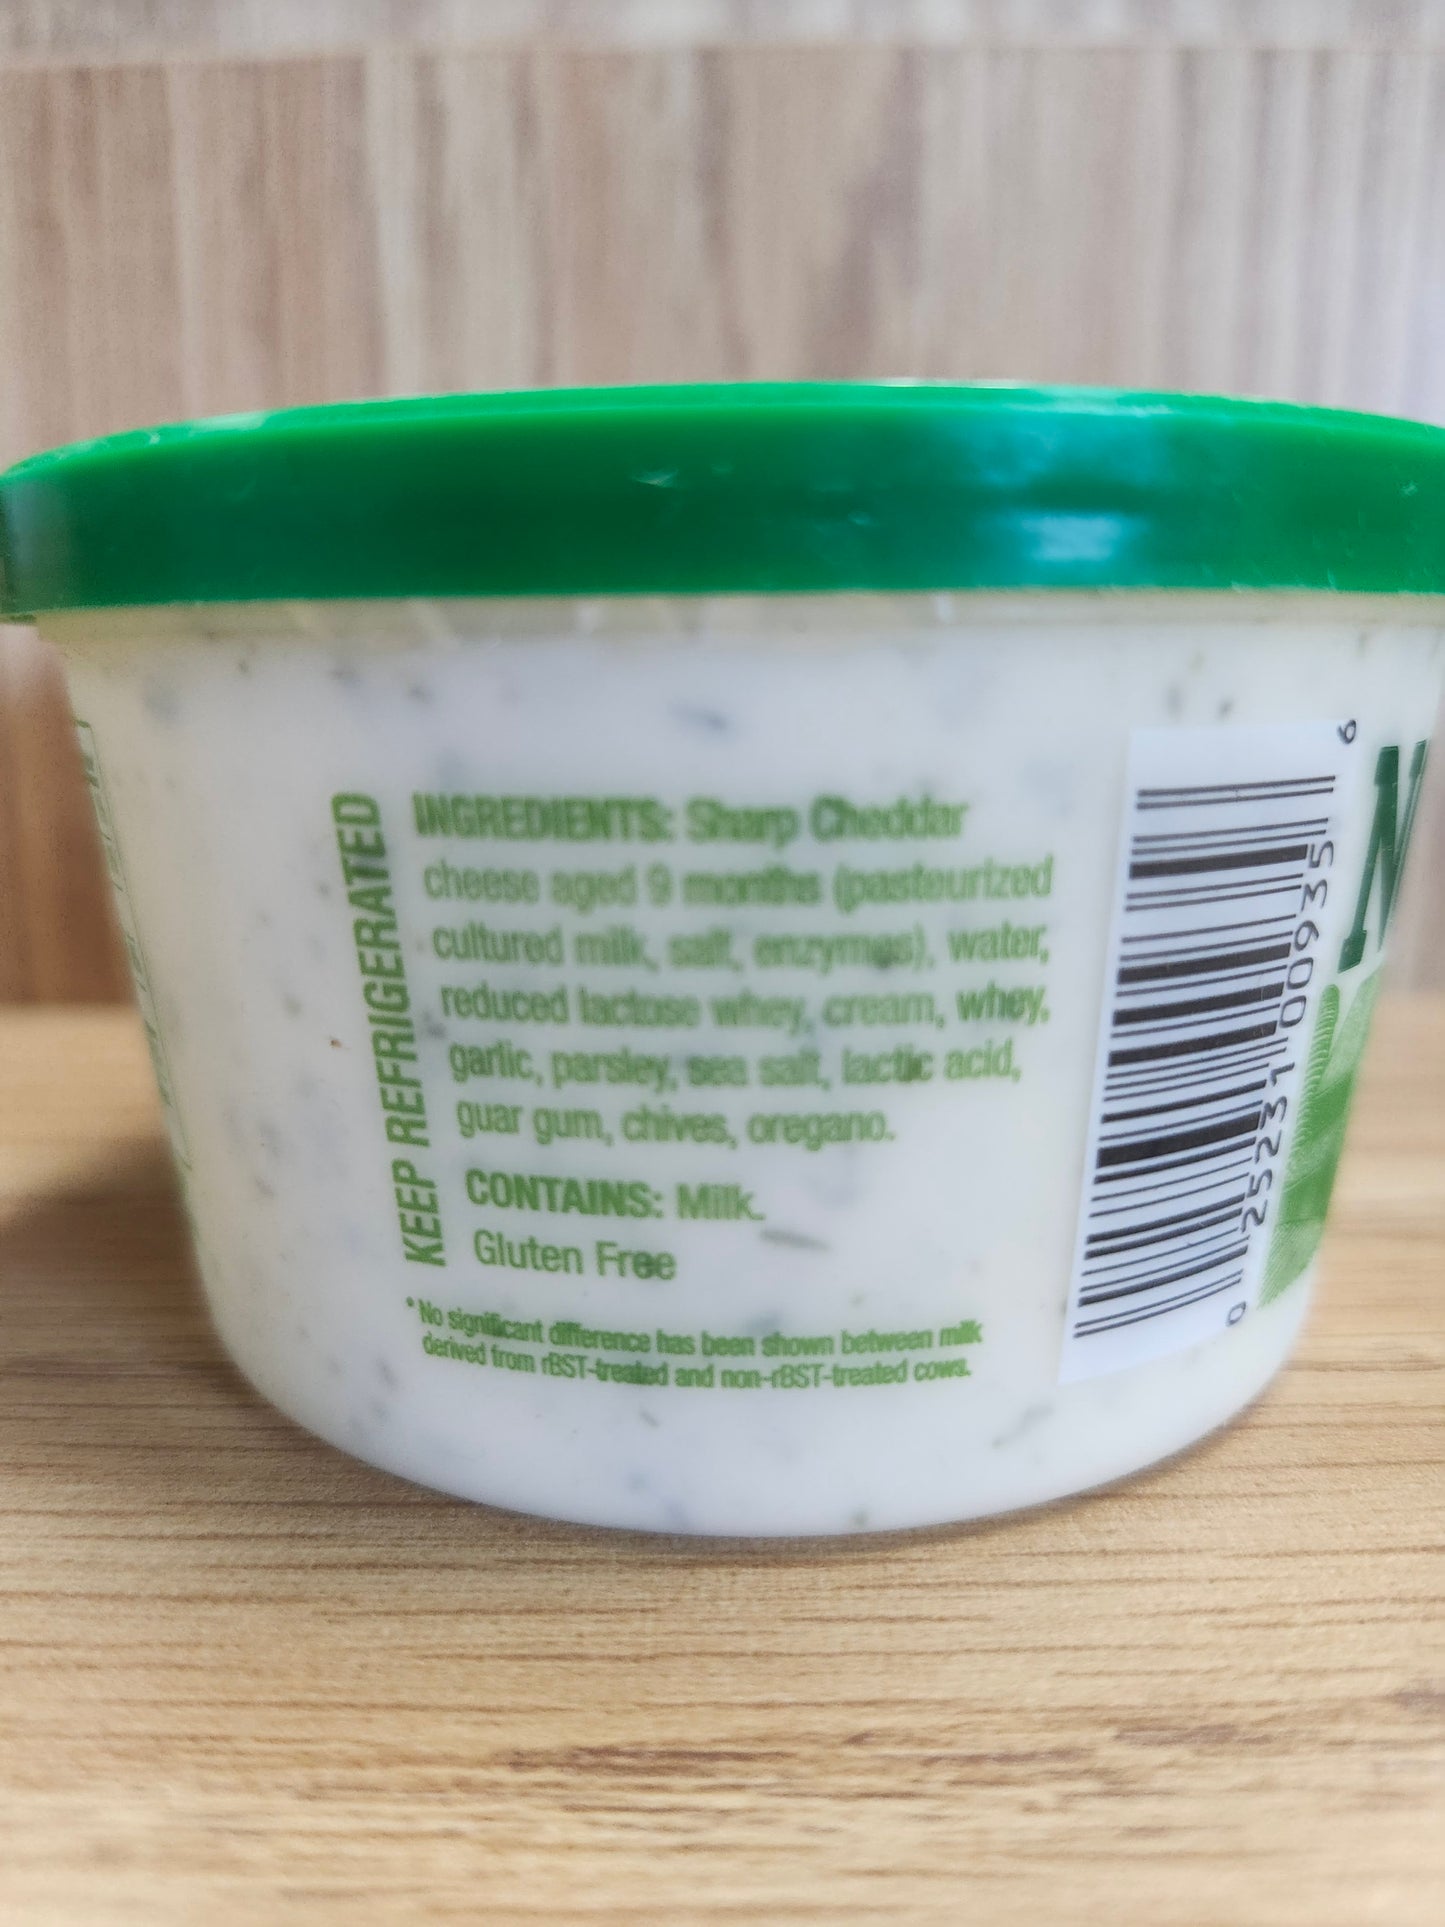 KEEP REFRIGERATED
INGREDIENTS: Sharp Cheddar
cheese aged 9 months (pasteurized
cultured milk, salt, enzymes), water,
reduced lactose whey, cream, whey,
garlic, parsley, sea salt, lactic acid,
guar gum, chives, oregano.
CONTAINS: Milk.
Gluten Free
* No significant difference has been shown between milk
derived from rBST-treated and non-rBST-treated cows.
0 25231 00935 6
N